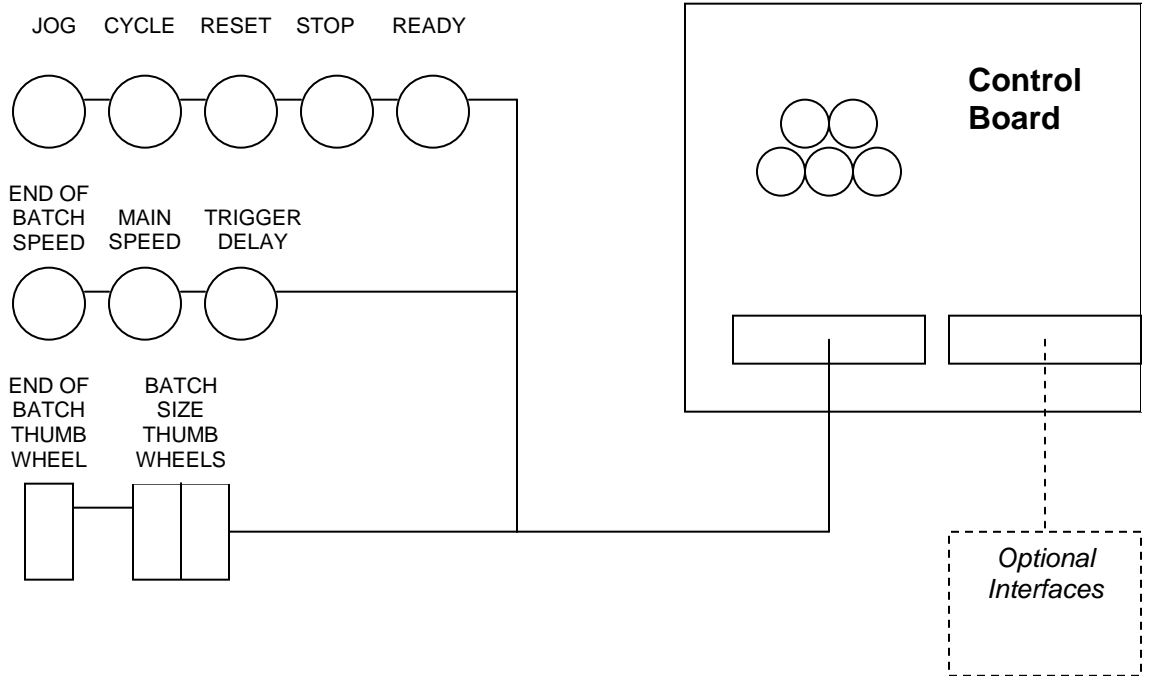 JOG CYCLE RESET STOP READY
Control
Board
END OF
BATCH
SPEED
MAIN
SPEED
TRIGGER
DELAY
END OF
BATCH
THUMB
WHEEL
BATCH
SIZE
THUMB
WHEELS
Optional
Interfaces